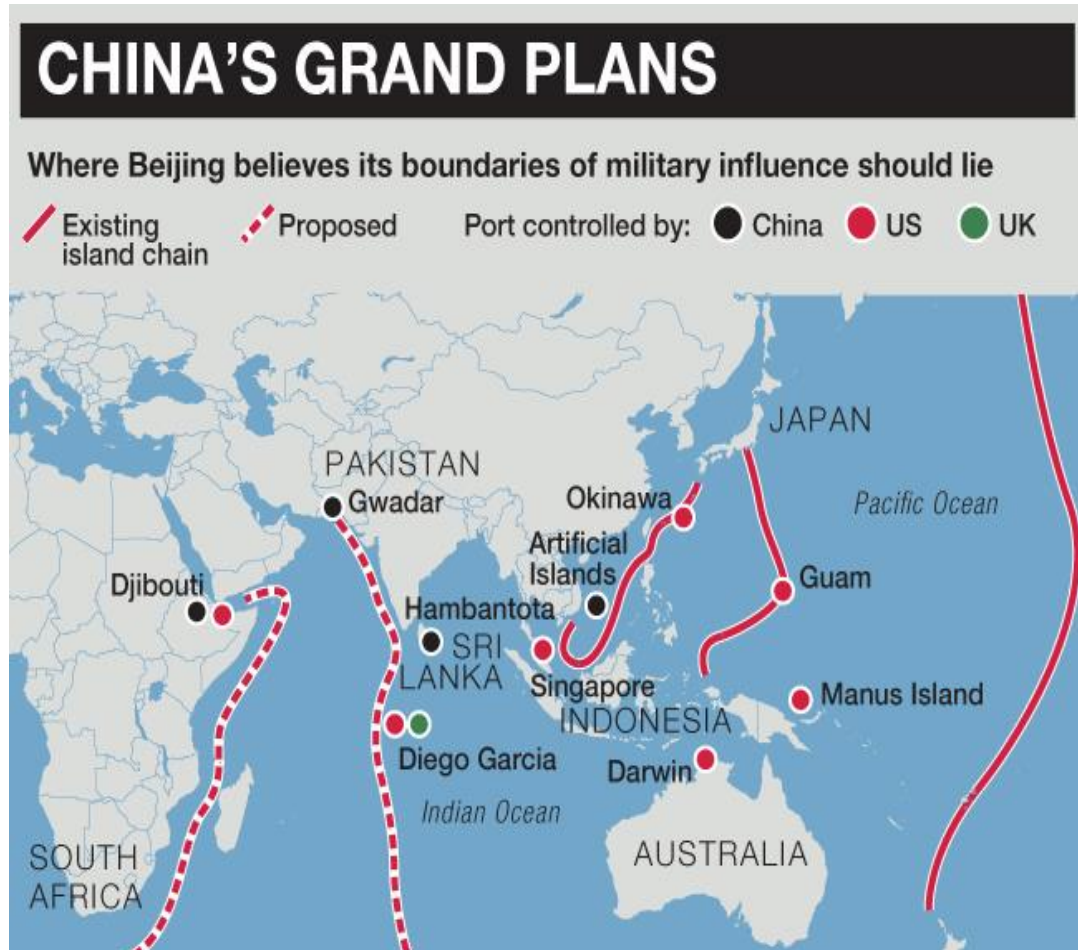 CHINA'S GRAND PLANS
Where Beijing believes its boundaries of military influence should lie
Existing
island chain
Proposed
Port controlled by:
China
US
UK
JAPAN
PAKISTAN
Gwadar
Okinawa
Pacific Ocean
Artificial
Islands
Djibouti
Guam
Hambantota
SRI
LANKA
Singapore
Manus Island
INDONESIA
Diego Garcia
Darwin
Indian Ocean
SOUTH
AFRICA
AUSTRALIA